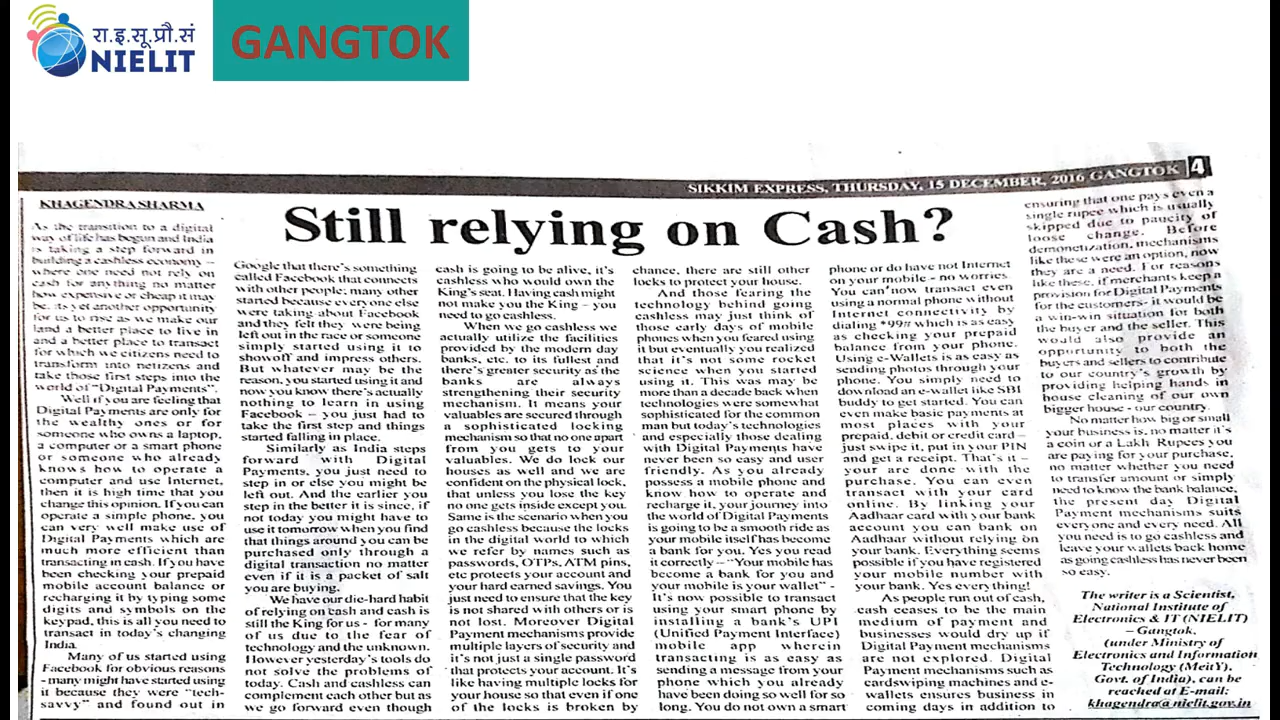 रा.इ.सू.प्रौ.सं
NIELIT
GANGTOK
SIKKIM EXPRESS, THURSDAY, 15 DECEMBER, 2016 GANGTOK 4
Still relying on Cash?
KHAGENDRA SHARMA
As the transition to a digital
way of life has begun and India
is taking a step forward in
building a cashless economy –
where one need not rely on
cash for anything no matter
how expensive or cheap it may
be, its yet another opportunity
for us to rise as we make our
land a better place to live in
and a better place to transact
for which we citizens need to
transform into netizens and
take those first steps into the
world of "Digital Payments".
Well if you are feeling that
Digital Payments are only for
the wealthy ones or for
someone who owns a laptop,
a computer or a smart phone
or someone who already
knows how to operate a
computer and use Internet,
then it is high time that you
change this opinion. If you can
operate a simple phone, you
can very well make use of
Digital Payments which are
much more efficient than
transacting in cash. If you have
been checking your prepaid
mobile account balance or
recharging it by typing some
digits and symbols on the
keypad, this is all you need to
transact in today's changing
India.
Many of us started using
Facebook for obvious reasons
- many might have started using
it because they were "tech-
savvy" and found out in
Google that there's something
called Facebook that connects
with other people; many other
started because everyone else
were talking about Facebook
and they felt they were being
left out in the race or someone
simply started using it to
showoff and impress others.
But whatever may be the
reason, you started using it and
now you know there's actually
nothing to learn in using
Facebook – you just had to
take the first step and things
started falling in place.
Similarly as India steps
forward with Digital
Payments, you just need to
step in or else you might be
left out. And the earlier you
step in the better it is since, if
not today you might have to
use it tomorrow when you find
that things around you can be
purchased only through a
digital transaction no matter
even if it is a packet of salt
you are buying.
We have our die-hard habit
of relying on cash and cash is
still the King for us - for many
of us due to the fear of
technology and the unknown.
However yesterday's tools do
not solve the problems of
today. Cash and cashless can
complement each other but as
we go forward even though
cash is going to be alive, it's
cashless who would own the
King's seat. Having cash might
not make you the King – you
need to go cashless.
When we go cashless we
actually utilize the facilities
provided by the modern day
banks, etc. to its fullest and
there's greater security as the
banks are always
strengthening their security
mechanism. It means your
valuables are secured through
a sophisticated locking
mechanism so that no one apart
from you gets to your
valuables. We do lock our
houses as well and we are
confident on the physical lock,
that unless you lose the key
no one gets inside except you.
Same is the scenario when you
go cashless because the locks
in the digital world to which
we refer by names such as
passwords, OTPs, ATM pins,
etc protects your account and
your hard earned savings. You
just need to ensure that the key
is not shared with others or is
not lost. Moreover Digital
Payment mechanisms provide
multiple layers of security and
it's not just a single password
that protects your account. It's
like having multiple locks for
your house so that even if one
of the locks is broken by
chance, there are still other
locks to protect your house.
And those fearing the
technology behind going
cashless may just think of
those early days of mobile
phones when you feared using
it but eventually you realized
that it's not some rocket
science when you started
using it. This was may be
more than a decade back when
technologies were somewhat
sophisticated for the common
man but today's technologies
and especially those dealing
with Digital Payments have
never been so easy and user
friendly. As you already
possess a mobile phone and
know how to operate and
recharge it, your journey into
the world of Digital Payments
is going to be a smooth ride as
your mobile itself has become
a bank for you. Yes you read
it correctly – "Your mobile has
become a bank for you and
your mobile is your wallet" -
It's now possible to transact
using your smart phone by
installing a bank's UPI
(Unified Payment Interface)
mobile app wherein
transacting is as easy as
sending a message from your
phone which you already
have been doing so well for so
long. You do not own a smart
phone or do have not Internet
on your mobile - no worries.
You can now transact even
using a normal phone without
Internet connectivity by
dialing *99# which is as easy
as checking your prepaid
balance from your phone.
Using e-Wallets is as easy as
sending photos through your
phone. You simply need to
download an e-wallet like SBI
buddy to get started. You can
even make basic payments at
most places with your
prepaid, debit or credit card –
just swipe it, put in your PIN
and get a receipt. That's it –
your are done with the
purchase. You can even
transact with your card
online. By linking your
Aadhaar card with your bank
account you can bank on
Aadhaar without relying on
your bank. Everything seems
possible if you have registered
your mobile number with
your bank. Yes everything!
As people run out of cash,
cash ceases to be the main
medium of payment and
businesses would dry up if
Digital Payment mechanisms
are not explored. Digital
Payment mechanisms such as
cardswiping machines and e-
wallets ensures business in
coming days in addition to
ensuring that one pays even a
single rupee which is usually
skipped due to paucity of
loose change. Before
demonetization, mechanisms
like these were an option, now
they are a need. For reasons
like these, if merchants keep a
provision for Digital Payments
for the customers- it would be
a win-win situation for both
the buyer and the seller. This
would also provide an
opportunity to both the
buyers and sellers to contribute
to our country's growth by
providing helping hands in
house cleaning of our own
bigger house - our country.
No matter how big or small
your business is, no matter it's
a coin or a Lakh Rupees you
are paying for your purchase,
no matter whether you need
to transfer amount or simply
need to know the bank balance,
the present day Digital
Payment mechanisms suits
everyone and every need. All
you need is to go cashless and
leave your wallets back home
as going cashless has never been
so easy.
The writer is a Scientist,
National Institute of
Electronics & IT (NIELIT)
– Gangtok,
(under Ministry of
Electronics and Information
Technology (MeitY),
Govt. of India), can be
reached at E-mail:
khagendra@nielit.gov.in